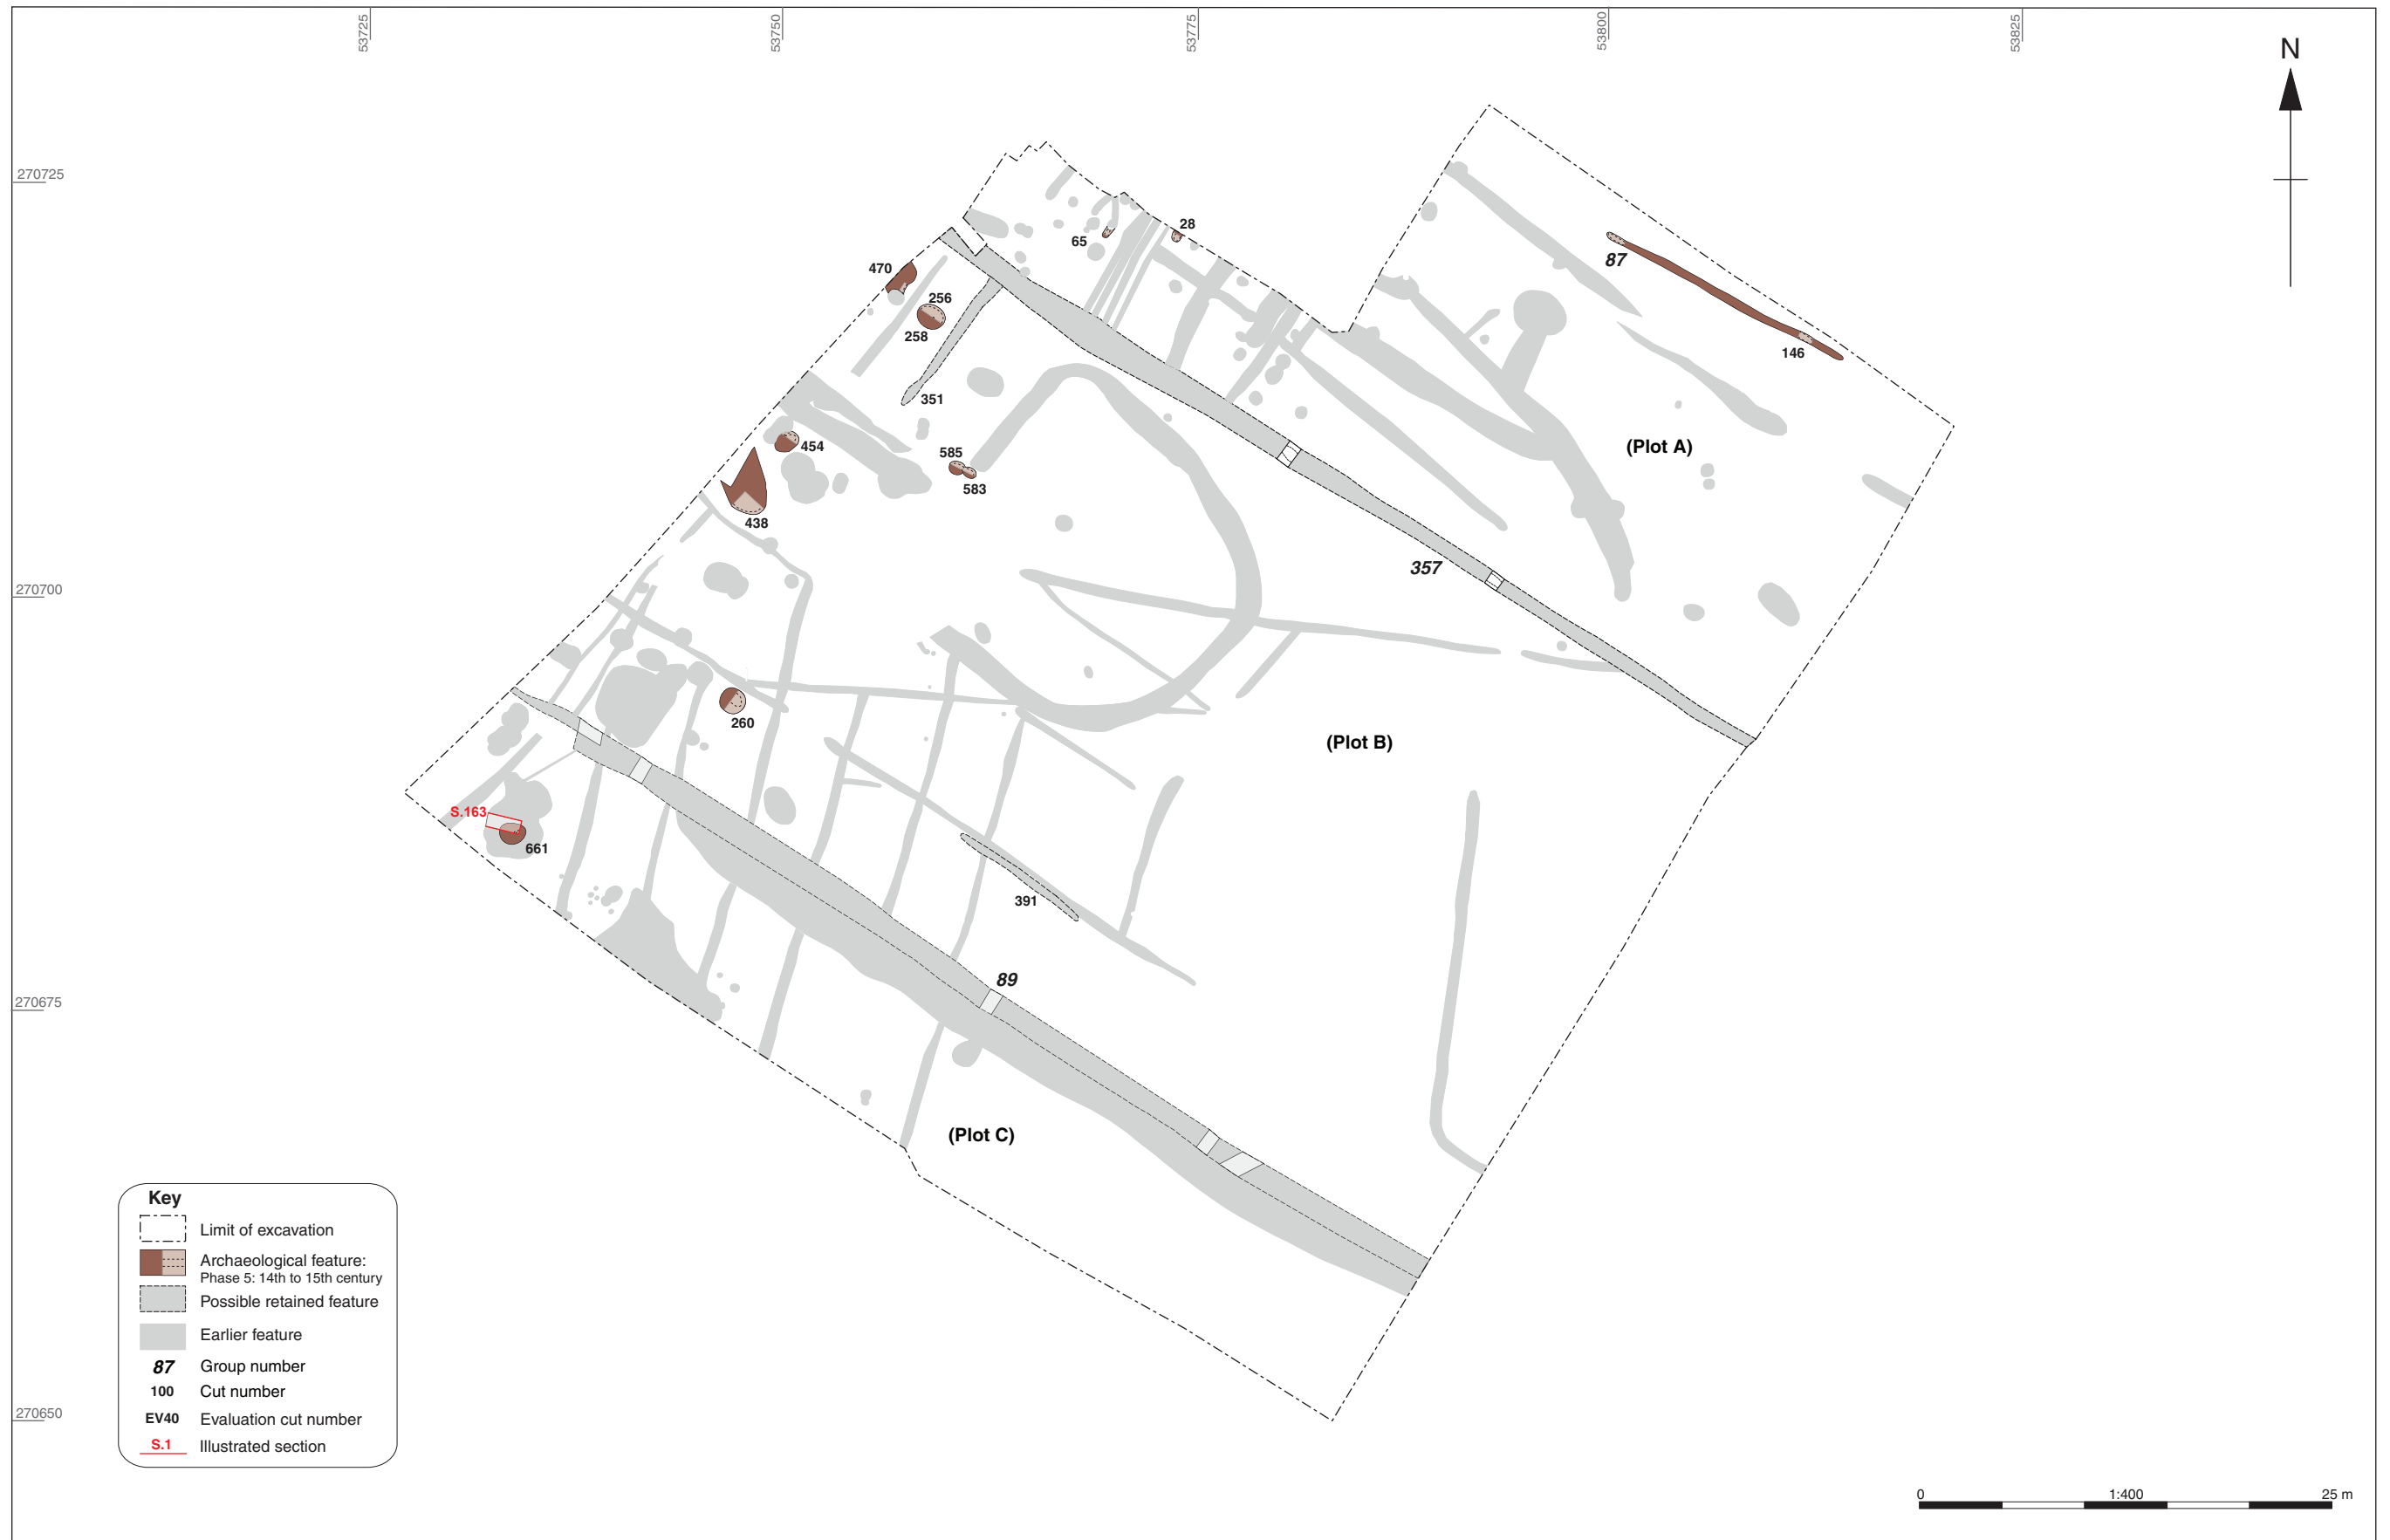 53725
53750
53775
53800
53825
N
270725
28
65
87
470
256
258
146
351
454
(Plot A)
585
583
438
357
270700
260
(Plot B)
S.163
661
391
89
270675
(Plot C)
Key
Limit of excavation
Archaeological feature:
Phase 5: 14th to 15th century
Possible retained feature
Earlier feature
87 Group number
100 Cut number
EV40 Evaluation cut number
S.1 Illustrated section
270650
0 1:400 25 m